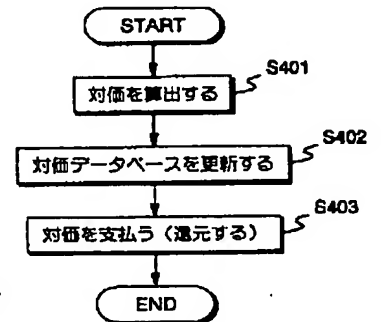 START
S401
対価を算出する
S402
対価データベースを更新する
S403
対価を支払う（還元する）
END